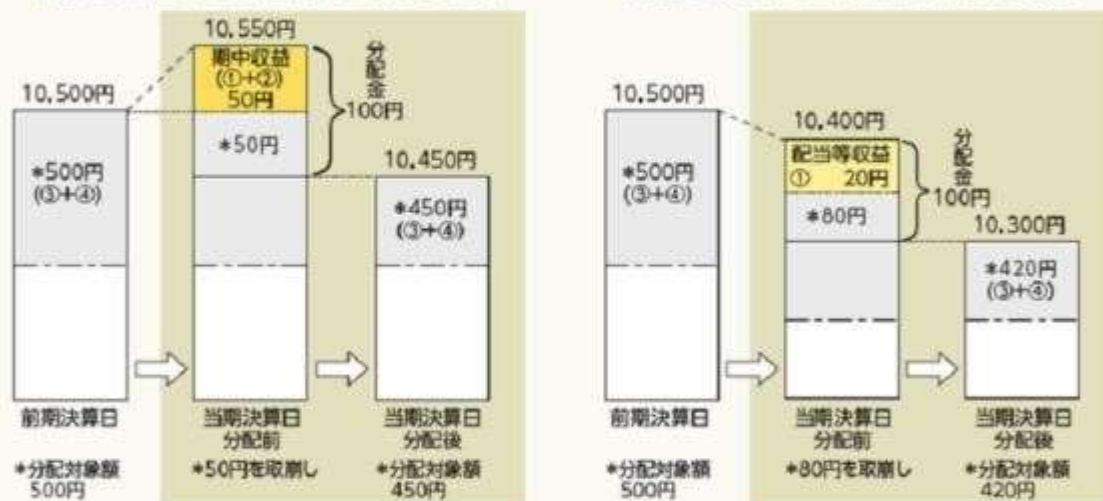 10,550円
期中収益
(①+②)
50円
*50円
分配金
100円
10,500円
*500円
(③+④)
10,450円
*450円
(③+④)
前期決算日
当期決算日
分配前
当期決算日
分配後
*分配対象額
500円
*50円を取崩し
*分配対象額
450円
10,500円
*500円
(③+④)
10,400円
配当等収益
① 20円
*80円
分配金
100円
10,300円
*420円
(③+④)
前期決算日
当期決算日
分配前
当期決算日
分配後
*分配対象額
500円
*80円を取崩し
*分配対象額
420円